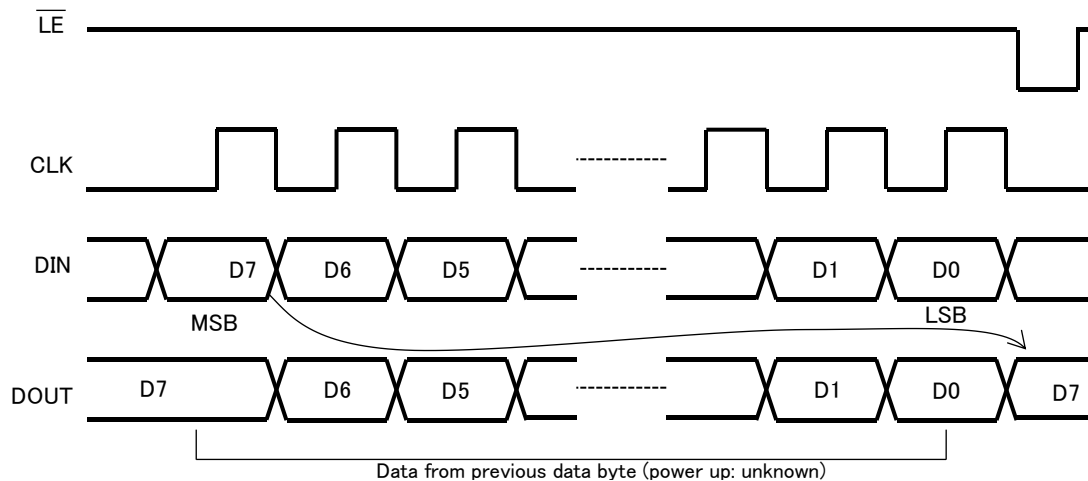 LE
CLK
DIN D7 D6 D5 D1 D0
MSB LSB
DOUT D7 D6 D5 D1 D0 D7
Data from previous data byte (power up: unknown)